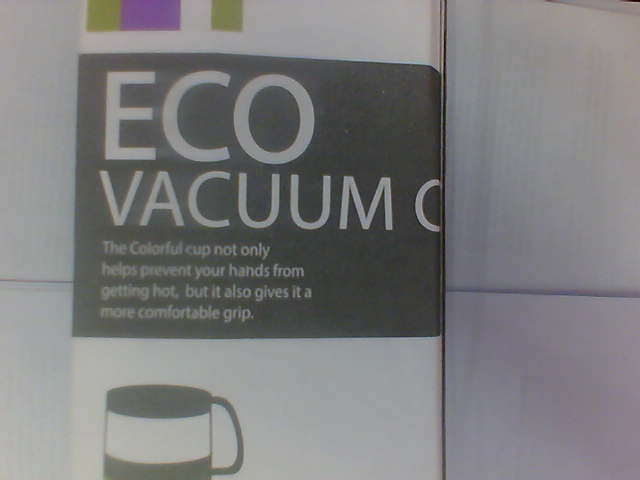 ECO
VACUUM C
The Colorful cup not only
helps prevent your hands from
getting hot, but it also gives it a
more comfortable grip.